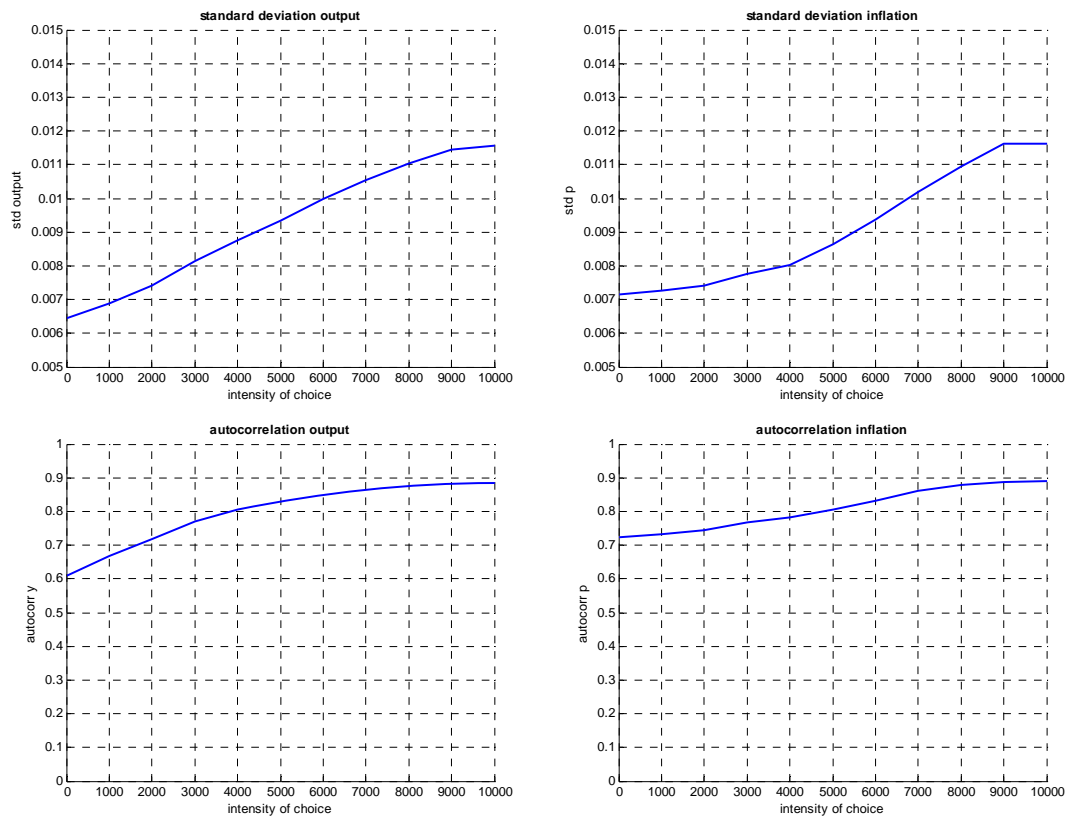 standard deviation output
0.015
0.014
0.013
0.012
0.011
0.01
0.009
0.008
0.007
0.006
0.005
std output
0 1000 2000 3000 4000 5000 6000 7000 8000 9000 10000
intensity of choice
standard deviation inflation
0.015
0.014
0.013
0.012
0.011
0.01
0.009
0.008
0.007
0.006
0.005
std p
0 1000 2000 3000 4000 5000 6000 7000 8000 9000 10000
intensity of choice
autocorrelation output
1
0.9
0.8
0.7
0.6
0.5
0.4
0.3
0.2
0.1
0
autocorr y
0 1000 2000 3000 4000 5000 6000 7000 8000 9000 10000
intensity of choice
autocorrelation inflation
1
0.9
0.8
0.7
0.6
0.5
0.4
0.3
0.2
0.1
0
autocorr p
0 1000 2000 3000 4000 5000 6000 7000 8000 9000 10000
intensity of choice